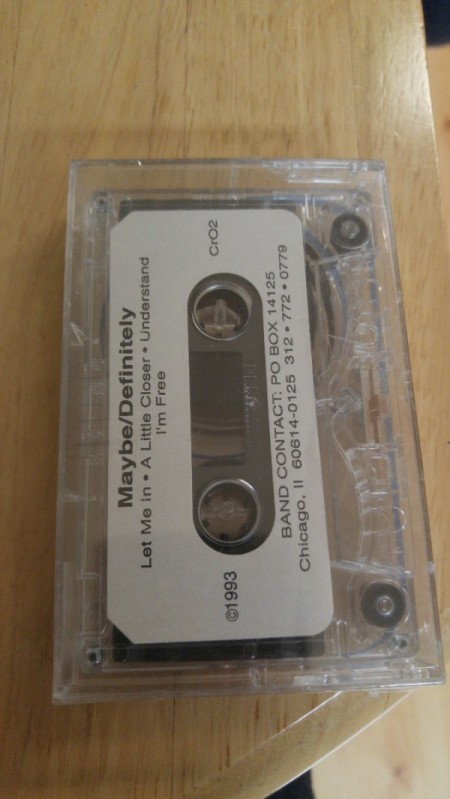 Maybe/Definitely
Let Me In • A Little Closer • Understand
I'm Free
CrO2
©1993
BAND CONTACT: PO BOX 14125
Chicago, Il 60614-0125 312 • 772 • 0779